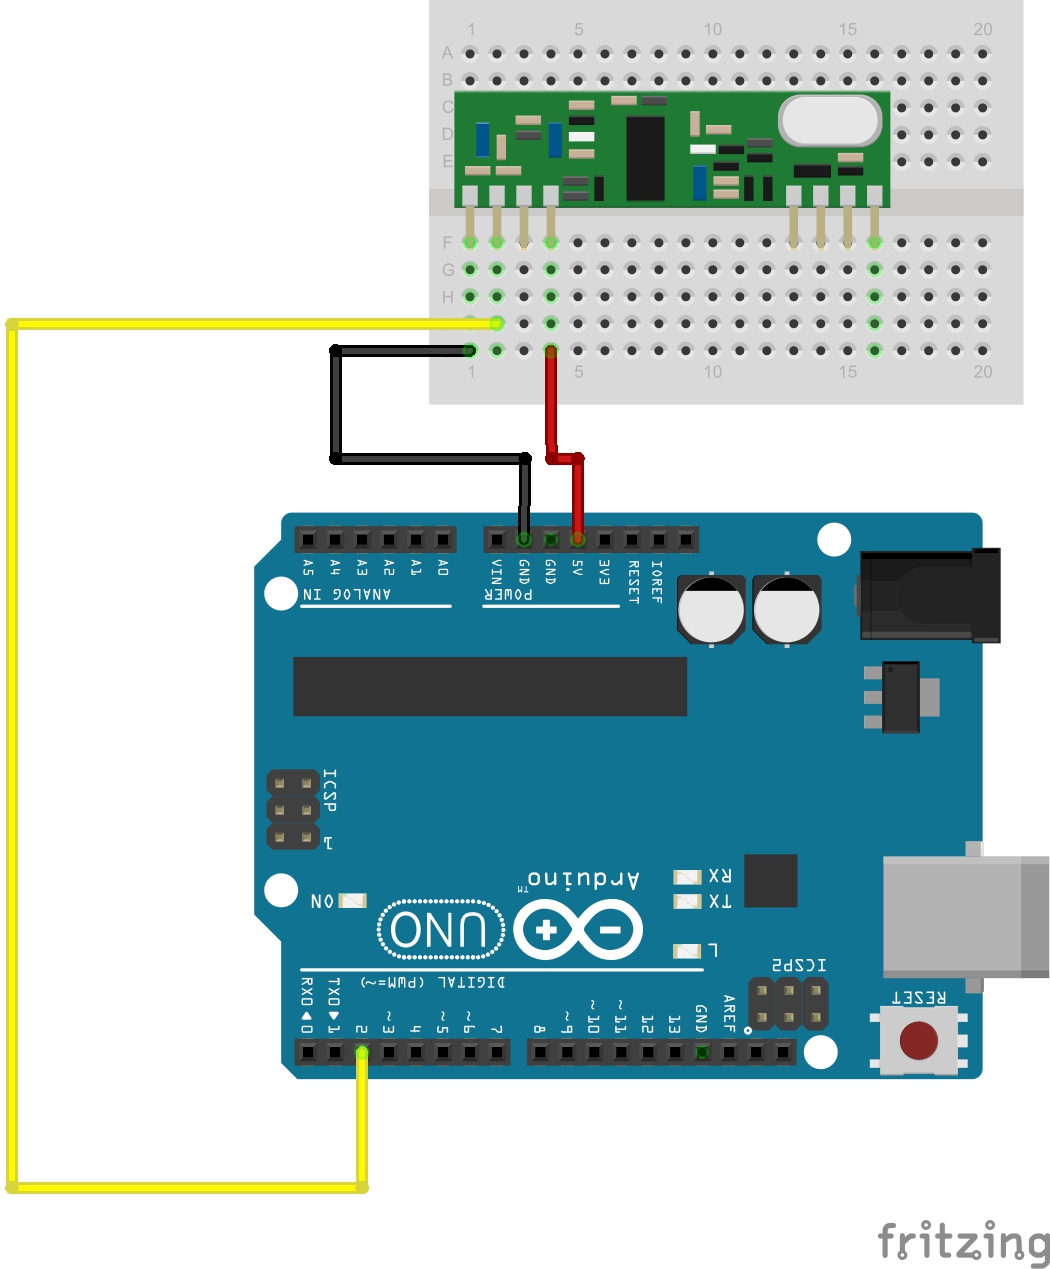 1 5 10 15 20
A
B
C
D
E
F
G
H
1 5 10 15 20
A5 A4 A3 A2 A1 A0
VIN GND GND 5V 3V3 RESET IOREF
ANALOG IN
POWER
ICSP
1
Arduino
TM
RX
TX
ON
UNO
L
ICSP2
DIGITAL (PWM=~)
RESET
RX0 TX0
0 1 2 ~3 4 ~5 ~6 7 8 ~9 ~10 ~11 12 13 GND AREF
fritzing